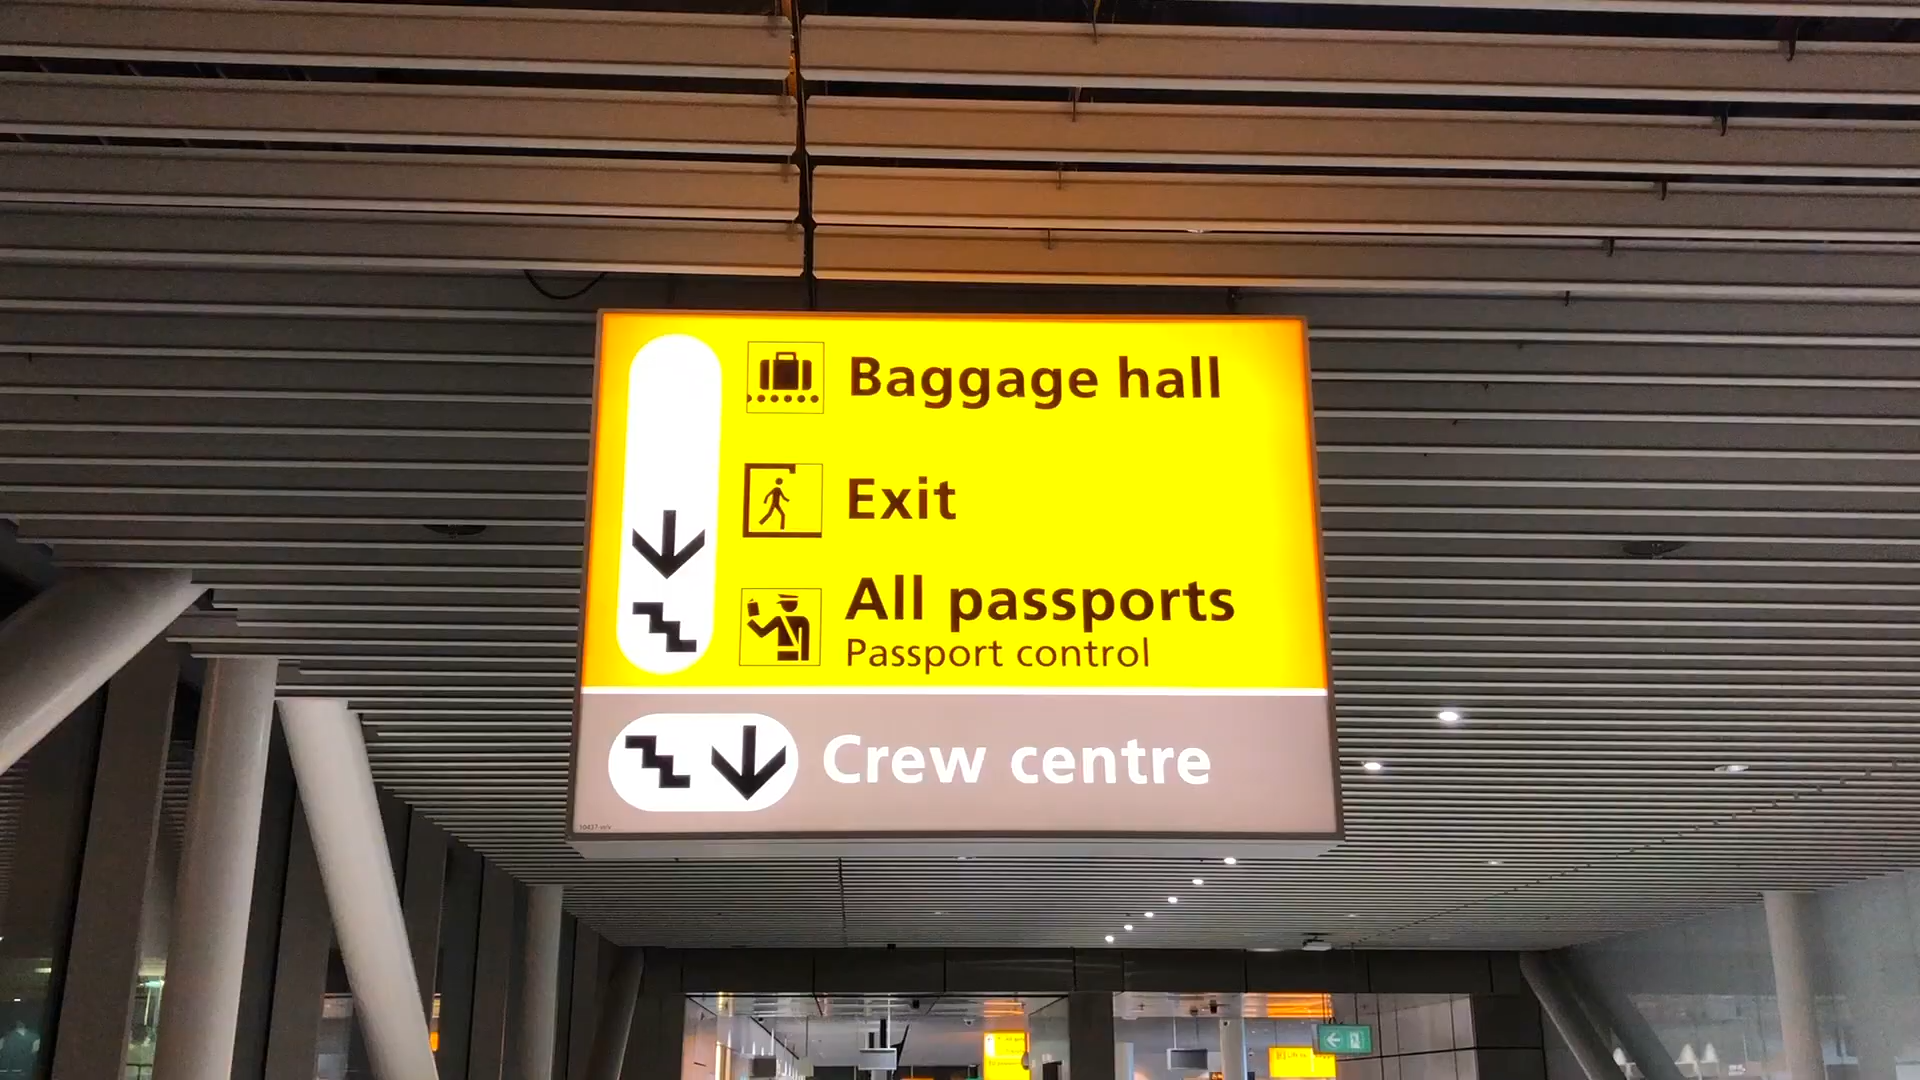 Baggage hall
Exit
All passports
Passport control
Crew centre